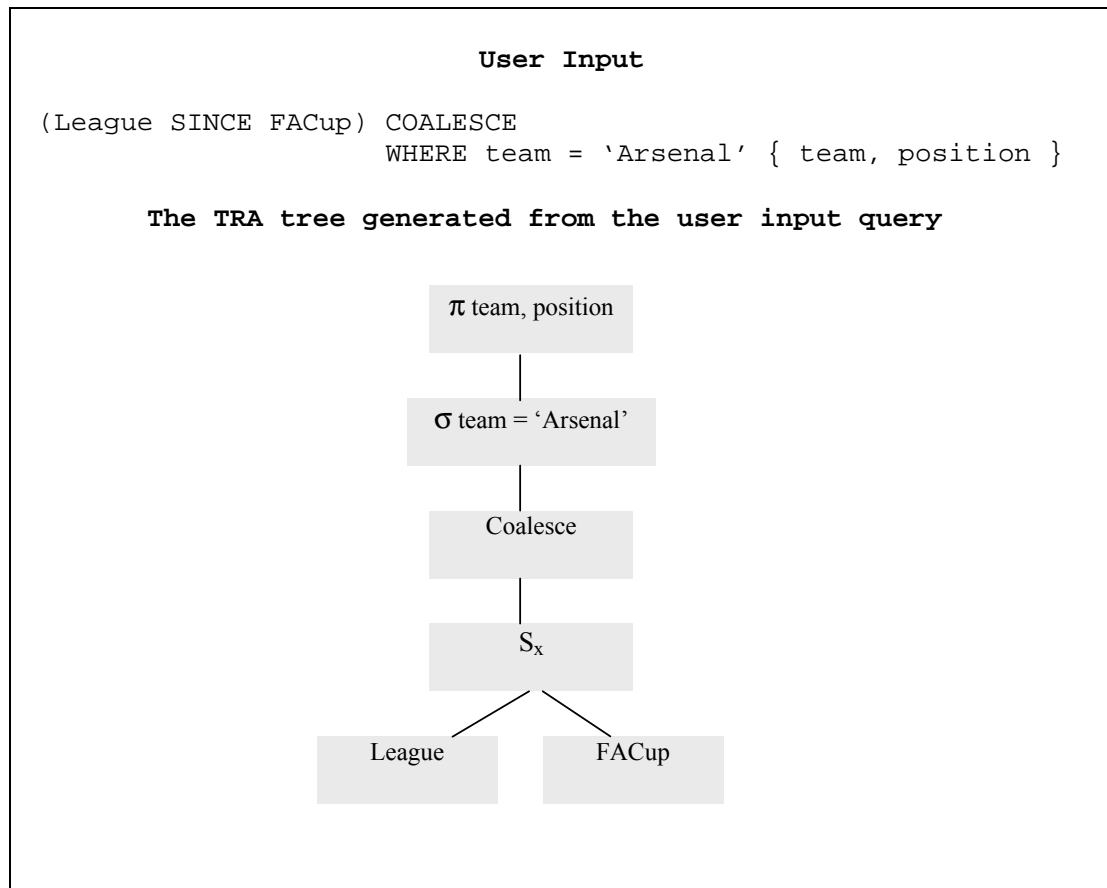 User Input
(League SINCE FACup) COALESCE
WHERE team = ‘Arsenal’ { team, position }
The TRA tree generated from the user input query
π team, position
σ team = ‘Arsenal’
Coalesce
Sx
League FACup